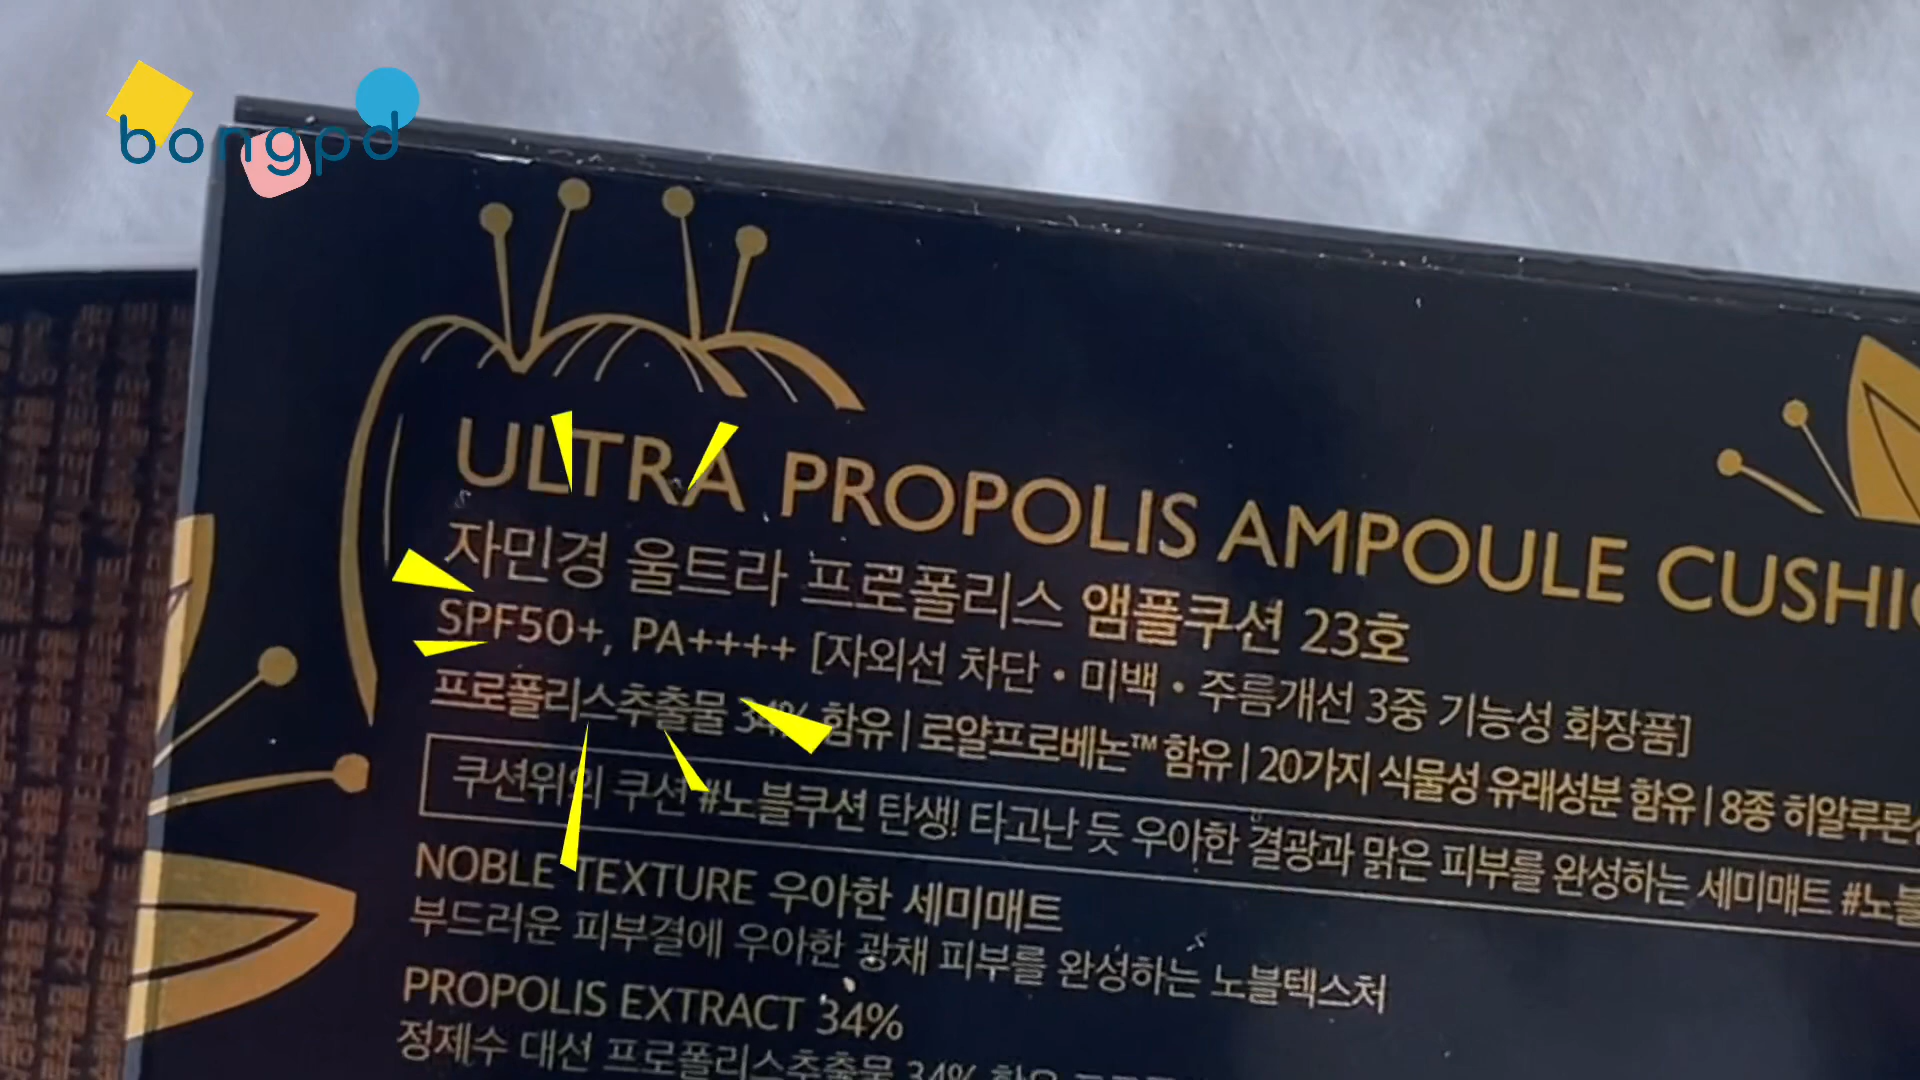 bongpd
ULTRA PROPOLIS AMPOULE
자민경 울트라 프로폴리스 앰플쿠션 23호
SPF50+, PA++++ [자외선 차단 • 미백 • 주름개선 3중 기능성 화장품]
프로폴리스추출물 34% 함유 | 로얄프로베논™ 함유 | 20가지 식물성 유래성분 함유 | 8종
쿠션위의 쿠션 #노블쿠션 탄생! 타고난 듯 우아한 결광과 맑은 피부를 완성하는 세미매트
NOBLE TEXTURE 우아한 세미매트
부드러운 피부결에 우아한 광채 피부를 완성하는 노블텍스처
PROPOLIS EXTRACT 34%
정제수 대선 프로폴리스추출물 34% 함유